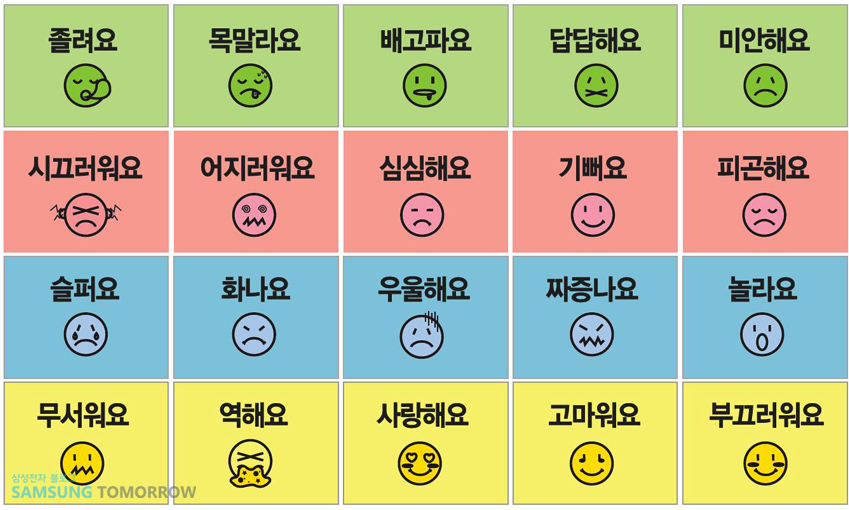 졸려요 목말라요 배고파요 답답해요 미안해요
시끄러워요 어지러워요 심심해요 기뻐요 피곤해요
슬퍼요 화나요 우울해요 짜증나요 놀라요
무서워요 역해요 사랑해요 고마워요 부끄러워요
삼성전자 블로그
SAMSUNG TOMORROW